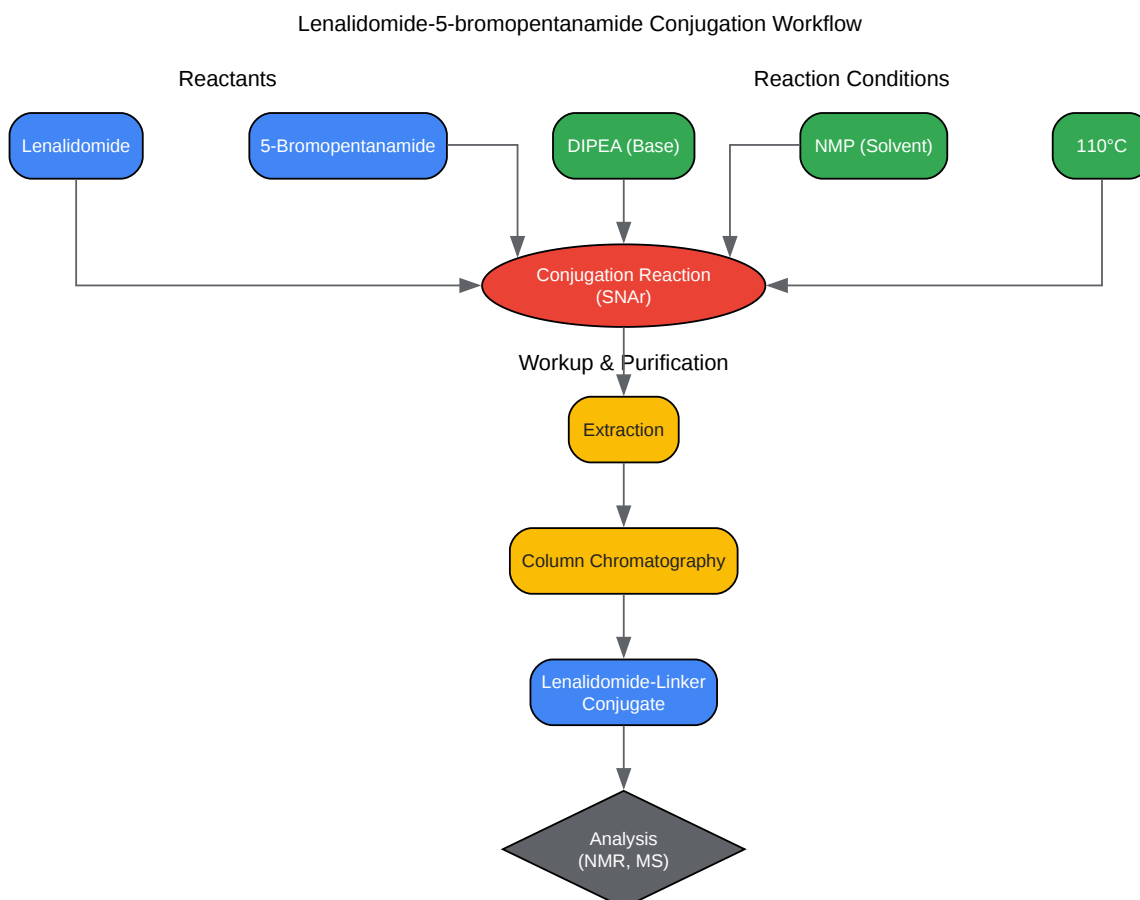 Lenalidomide-5-bromopentanamide Conjugation Workflow
Reactants
Reaction Conditions
Lenalidomide
5-Bromopentanamide
DIPEA (Base)
NMP (Solvent)
110°C
Conjugation Reaction
(SNAr)
Workup & Purification
Extraction
Column Chromatography
Lenalidomide-Linker
Conjugate
Analysis
(NMR, MS)